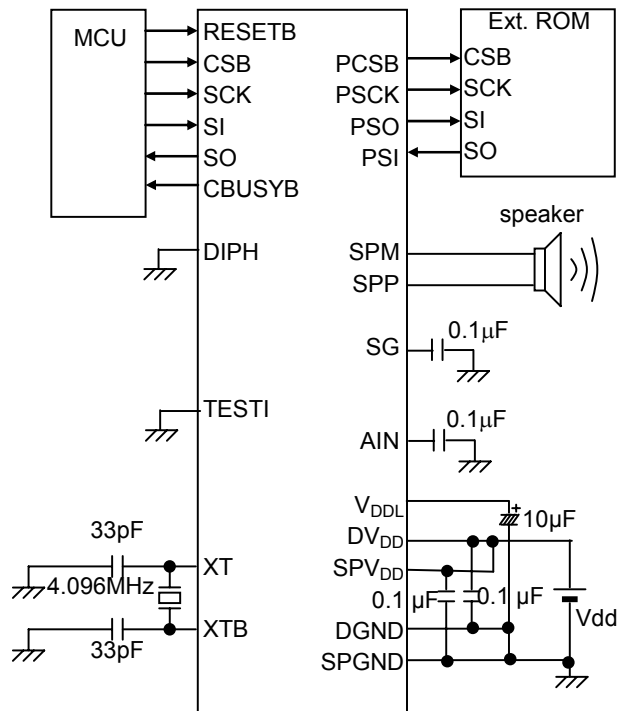 MCU
RESETB
CSB
SCK
SI
SO
CBUSYB
DIPH
TESTI
33pF
XT
4.096MHz
XTB
33pF
Ext. ROM
PCSB
CSB
PSCK
SCK
PSO
SI
PSI
SO
speaker
SPM
SPP
SG
0.1μF
AIN
0.1μF
VDDL
+
10µF
DVDD
SPVDD
0.1 µF
0.1 µF
Vdd
DGND
SPGND